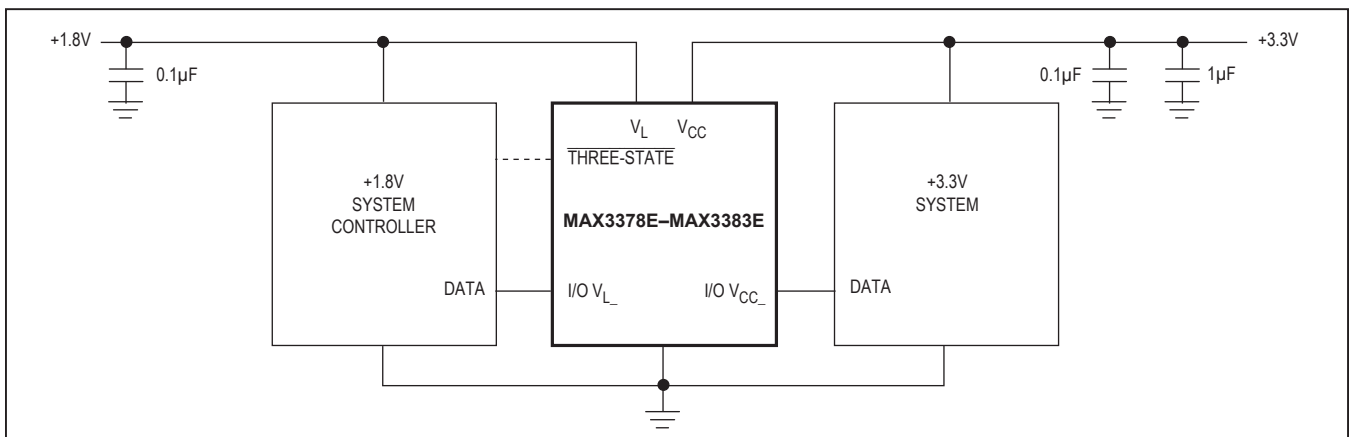 +1.8V
+3.3V
0.1µF
0.1µF
1µF
V_L
V_CC
THREE-STATE
+1.8V
SYSTEM
CONTROLLER
MAX3378E–MAX3383E
+3.3V
SYSTEM
DATA
I/O V_L_
I/O V_CC_
DATA